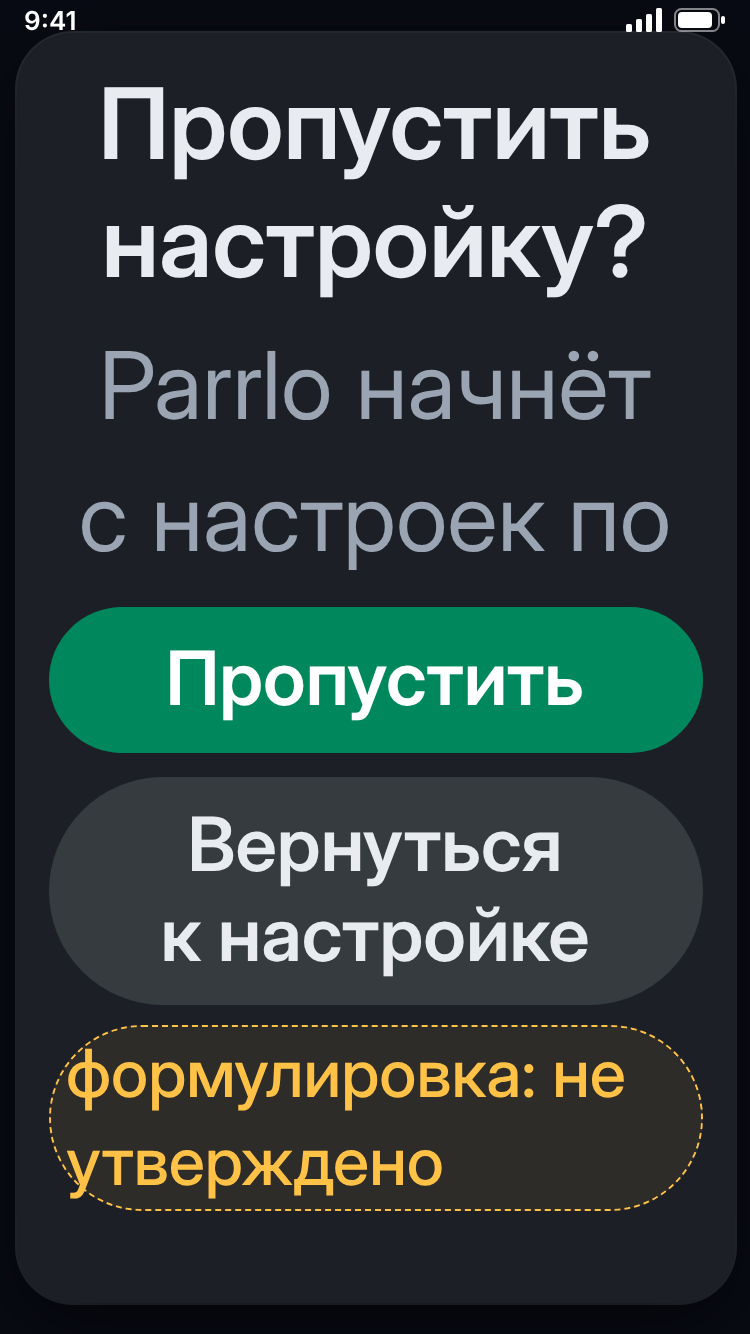 9:41
Пропустить
настройку?
Parrlo начнёт
с настроек по
Пропустить
Вернуться
к настройке
формулировка: не
утверждено